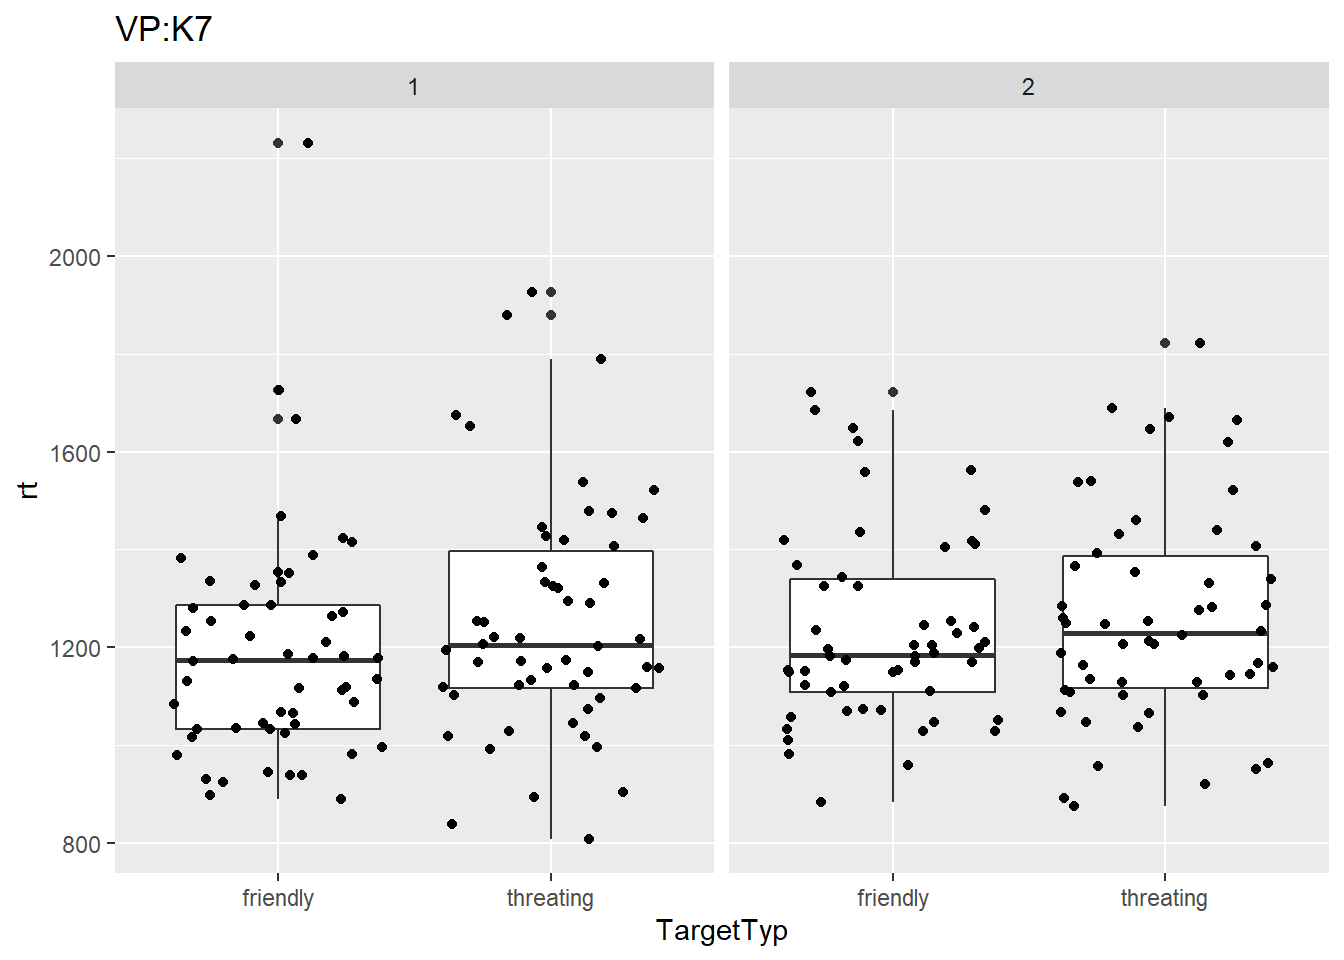 VP:K7
1 2
2000
1600
1200
800
rt
friendly threating friendly threating
TargetTyp